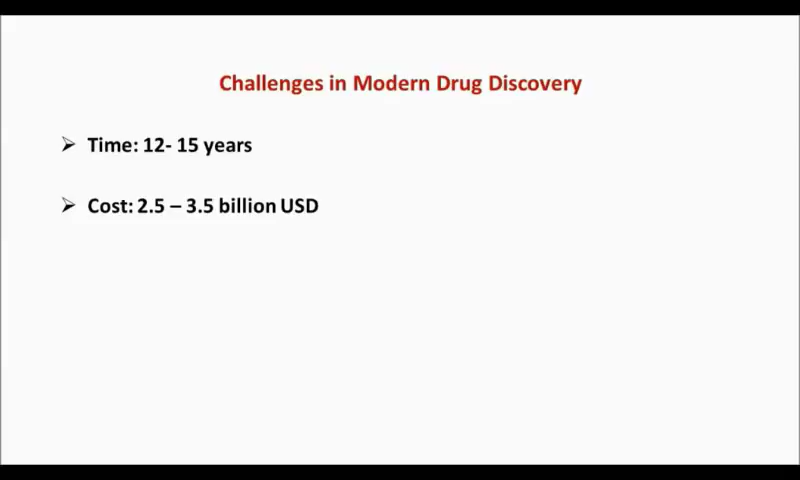 Challenges in Modern Drug Discovery
➢ Time: 12- 15 years
➢ Cost: 2.5 – 3.5 billion USD